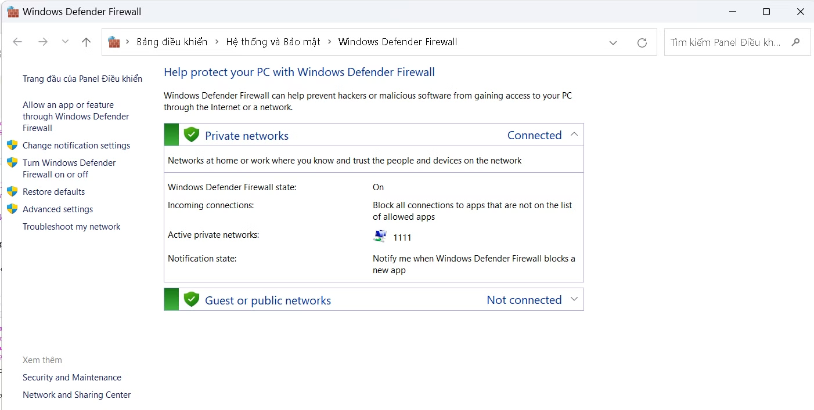 Windows Defender Firewall
Bảng điều khiển > Hệ thống và Bảo mật > Windows Defender Firewall
Tìm kiếm Panel Điều kh...
Trang đầu của Panel Điều khiển
Allow an app or feature
through Windows Defender
Firewall
Change notification settings
Turn Windows Defender
Firewall on or off
Restore defaults
Advanced settings
Troubleshoot my network
Help protect your PC with Windows Defender Firewall
Windows Defender Firewall can help prevent hackers or malicious software from gaining access to your PC
through the Internet or a network.
Private networks Connected
Networks at home or work where you know and trust the people and devices on the network
Windows Defender Firewall state: On
Incoming connections: Block all connections to apps that are not on the list
of allowed apps
Active private networks: 1111
Notification state: Notify me when Windows Defender Firewall blocks a
new app
Guest or public networks Not connected
Xem thêm
Security and Maintenance
Network and Sharing Center